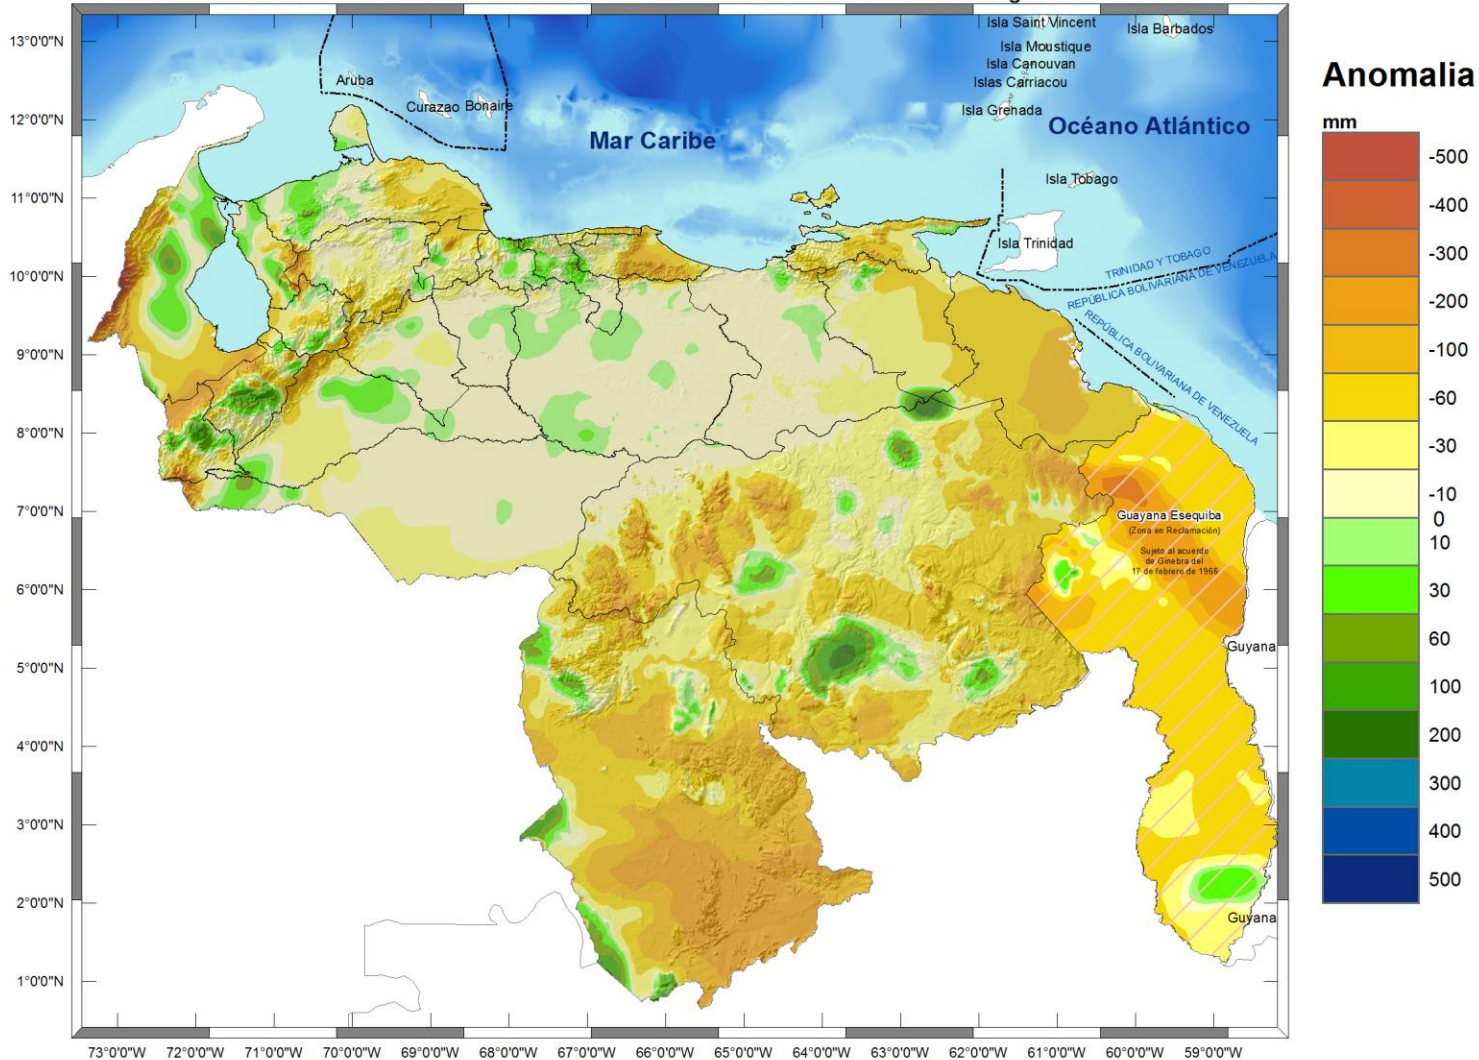 Isla Saint Vincent
Isla Barbados
13°0'0"N
Isla Moustique
Isla Canouvan
Islas Carriacou
Aruba
Curazao
Bonaire
Isla Grenada
12°0'0"N
Mar Caribe
Océano Atlántico
Isla Tobago
11°0'0"N
Isla Trinidad
TRINIDAD Y TOBAGO
REPÚBLICA BOLIVARIANA DE VENEZUELA
10°0'0"N
REPÚBLICA BOLIVARIANA DE VENEZUELA
9°0'0"N
8°0'0"N
7°0'0"N
Guayana Esequiba
(Zona en Reclamación)
Sujeto al acuerdo
de Ginebra del
17 de febrero de 1966
6°0'0"N
Guyana
5°0'0"N
4°0'0"N
3°0'0"N
2°0'0"N
Guyana
1°0'0"N
73°0'0"W
72°0'0"W
71°0'0"W
70°0'0"W
69°0'0"W
68°0'0"W
67°0'0"W
66°0'0"W
65°0'0"W
64°0'0"W
63°0'0"W
62°0'0"W
61°0'0"W
60°0'0"W
59°0'0"W
Anomalia
mm
-500
-400
-300
-200
-100
-60
-30
-10
0
10
30
60
100
200
300
400
500